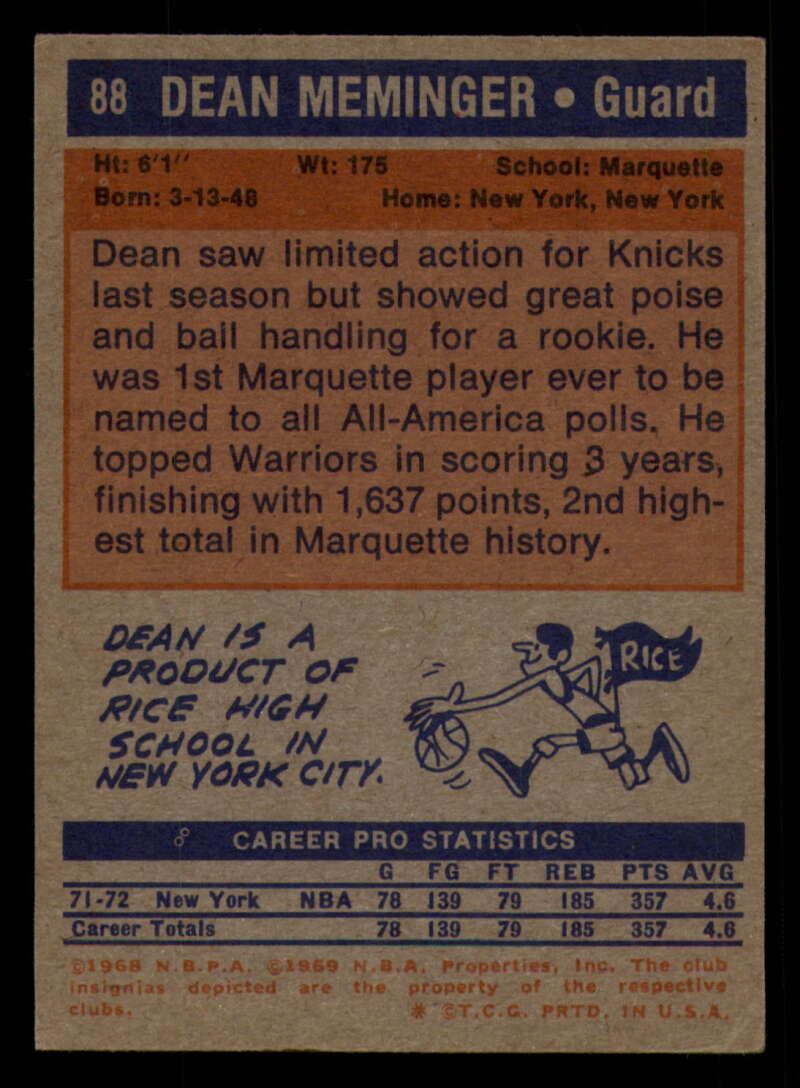 88 DEAN MEMINGER • Guard
Ht: 6'1" Wt: 175 School: Marquette
Born: 3-13-48 Home: New York, New York
Dean saw limited action for Knicks
last season but showed great poise
and ball handling for a rookie. He
was 1st Marquette player ever to be
named to all All-America polls. He
topped Warriors in scoring 3 years,
finishing with 1,637 points, 2nd high-
est total in Marquette history.
DEAN IS A
PRODUCT OF
RICE HIGH
SCHOOL IN
NEW YORK CITY.
RICE
CAREER PRO STATISTICS
G FG FT REB PTS AVG
71-72 New York NBA 78 139 79 185 357 4.6
Career Totals 78 139 79 185 357 4.6
©1968 N.B.P.A. ©1969 N.B.A. Properties, Inc. The club
insignias depicted are the property of the respective
clubs. * ©T.C.G. PRTD. IN U.S.A.